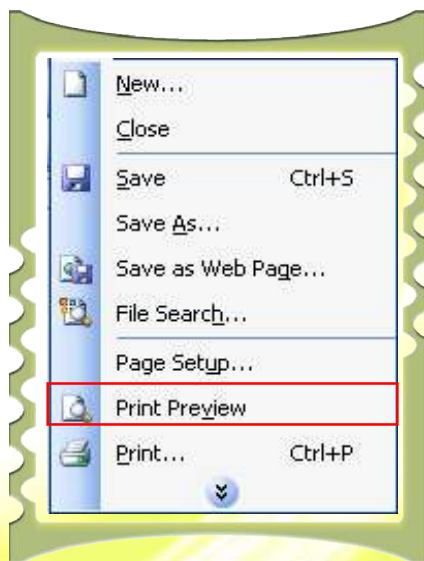 New...
Close
Save Ctrl+S
Save As...
Save as Web Page...
File Search...
Page Setup...
Print Preview
Print... Ctrl+P